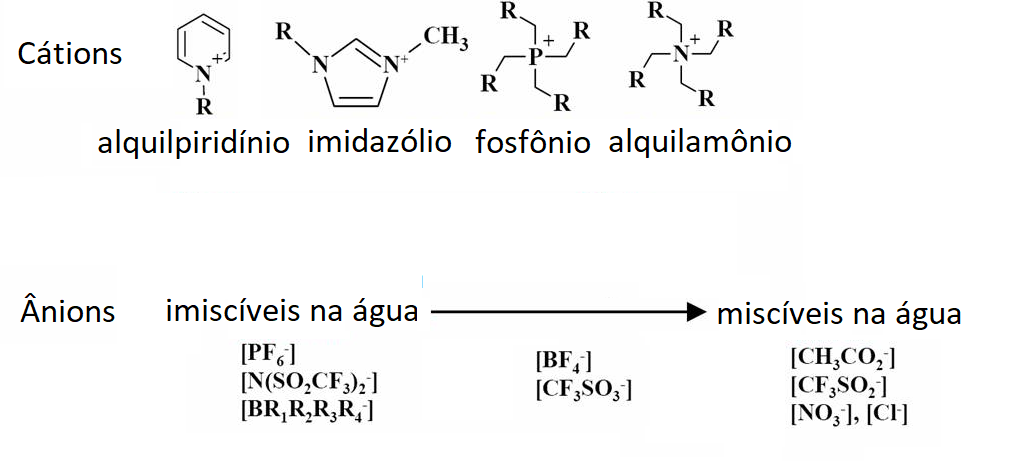 Cátions
R
N
+
R
R
N
N+
CH3
R
R
+
P
R
R
R
R
+
N
R
R
alquilpiridínio imidazólio fosfônio alquilamônio
Ânions imiscíveis na água miscíveis na água
[PF6-] [BF4-] [CH3CO2-]
[N(SO2CF3)2-] [CF3SO3-] [CF3SO2-]
[BR1R2R3R4-] [NO3-], [Cl-]